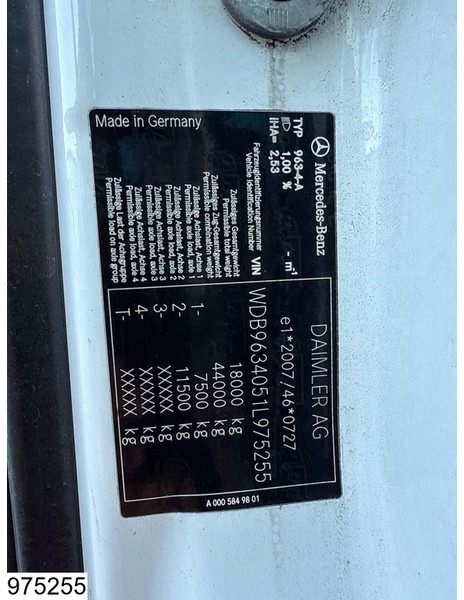 Made in Germany
Mercedes-Benz
TYP 963-4-A
1,00 % - m⁻¹
IHA= 2,53
DAIMLER AG
e1*2007/46*0727
Fahrzeugidentifizierungsnummer
Vehicle Identification Number VIN WDB9634051L975255
Zulässiges Gesamtgewicht
Permissible total weight 18000 kg
Zulässiges Zug-Gesamtgewicht
Permissible combination weight 44000 kg
Zulässige Achslast, Achse 1
Permissible axle load, axle 1 1- 7500 kg
Zulässige Achslast, Achse 2
Permissible axle load, axle 2 2- 11500 kg
Zulässige Achslast, Achse 3
Permissible axle load, axle 3 3- XXXXX kg
Zulässige Achslast, Achse 4
Permissible axle load, axle 4 4- XXXXX kg
Zulässige Last der Achsgruppe
Permissible load on axle group T- XXXXX kg
A 000 584 98 01
975255